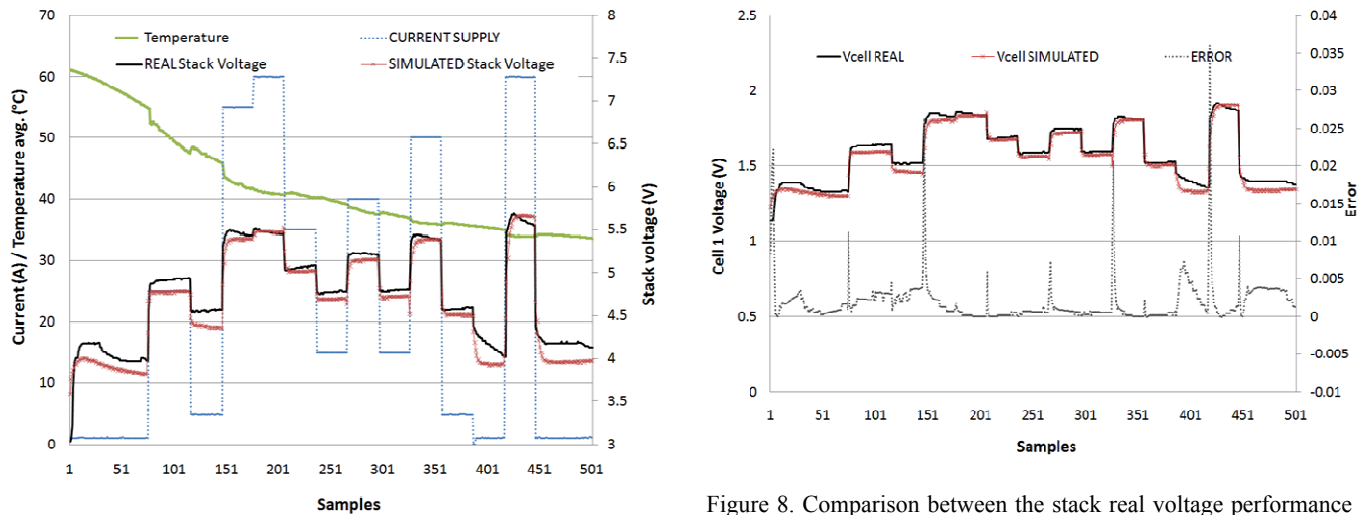 Temperature
CURRENT SUPPLY
REAL Stack Voltage
SIMULATED Stack Voltage
Current (A) / Temperature avg. (°C)
70
60
50
40
30
20
10
0
8
7.5
7
6.5
6
5.5
5
4.5
4
3.5
3
Stack voltage (V)
1 51 101 151 201 251 301 351 401 451 501
Samples
Vcell REAL
Vcell SIMULATED
ERROR
Cell 1 Voltage (V)
2.5
2
1.5
1
0.5
0
0.04
0.035
0.03
0.025
0.02
0.015
0.01
0.005
0
-0.005
-0.01
Error
1 51 101 151 201 251 301 351 401 451 501
Samples
Figure 8. Comparison between the stack real voltage performance